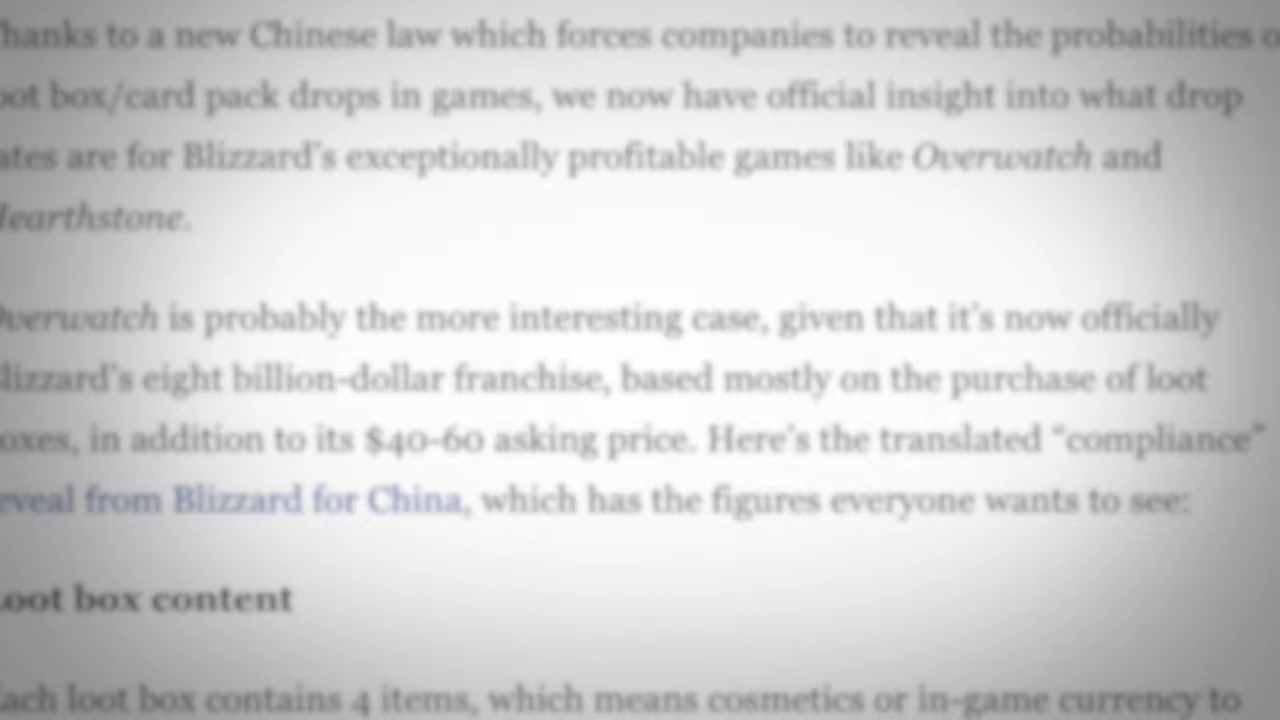 hanks to a new Chinese law which forces companies to reveal the probabilities o
oot box/card pack drops in games, we now have official insight into what drop
ates are for Blizzard's exceptionally profitable games like Overwatch and
earthstone.
verwatch is probably the more interesting case, given that it's now officially
lizzard's eight billion-dollar franchise, based mostly on the purchase of loot
oxes, in addition to its $40-60 asking price. Here's the translated “compliance”
eveal from Blizzard for China, which has the figures everyone wants to see:
oot box content
ach loot box contains 4 items, which means cosmetics or in-game currency to